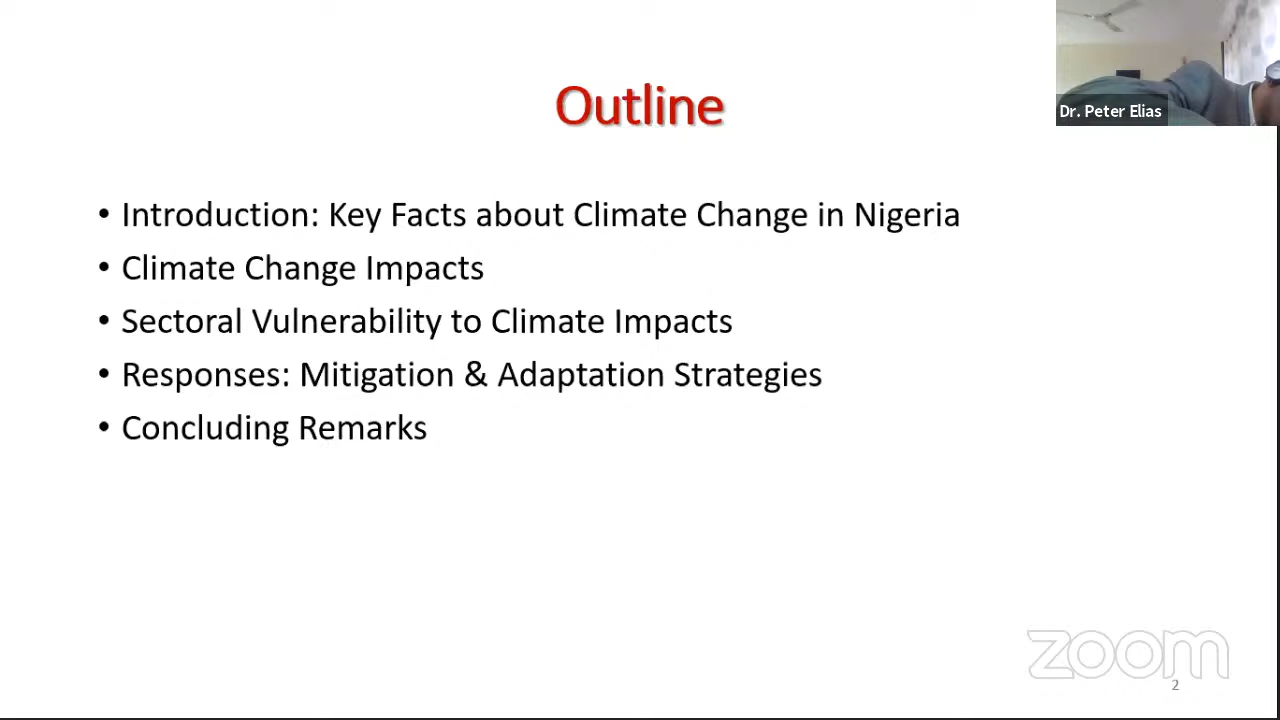 Outline
Dr. Peter Elias
• Introduction: Key Facts about Climate Change in Nigeria
• Climate Change Impacts
• Sectoral Vulnerability to Climate Impacts
• Responses: Mitigation & Adaptation Strategies
• Concluding Remarks
zoom
2